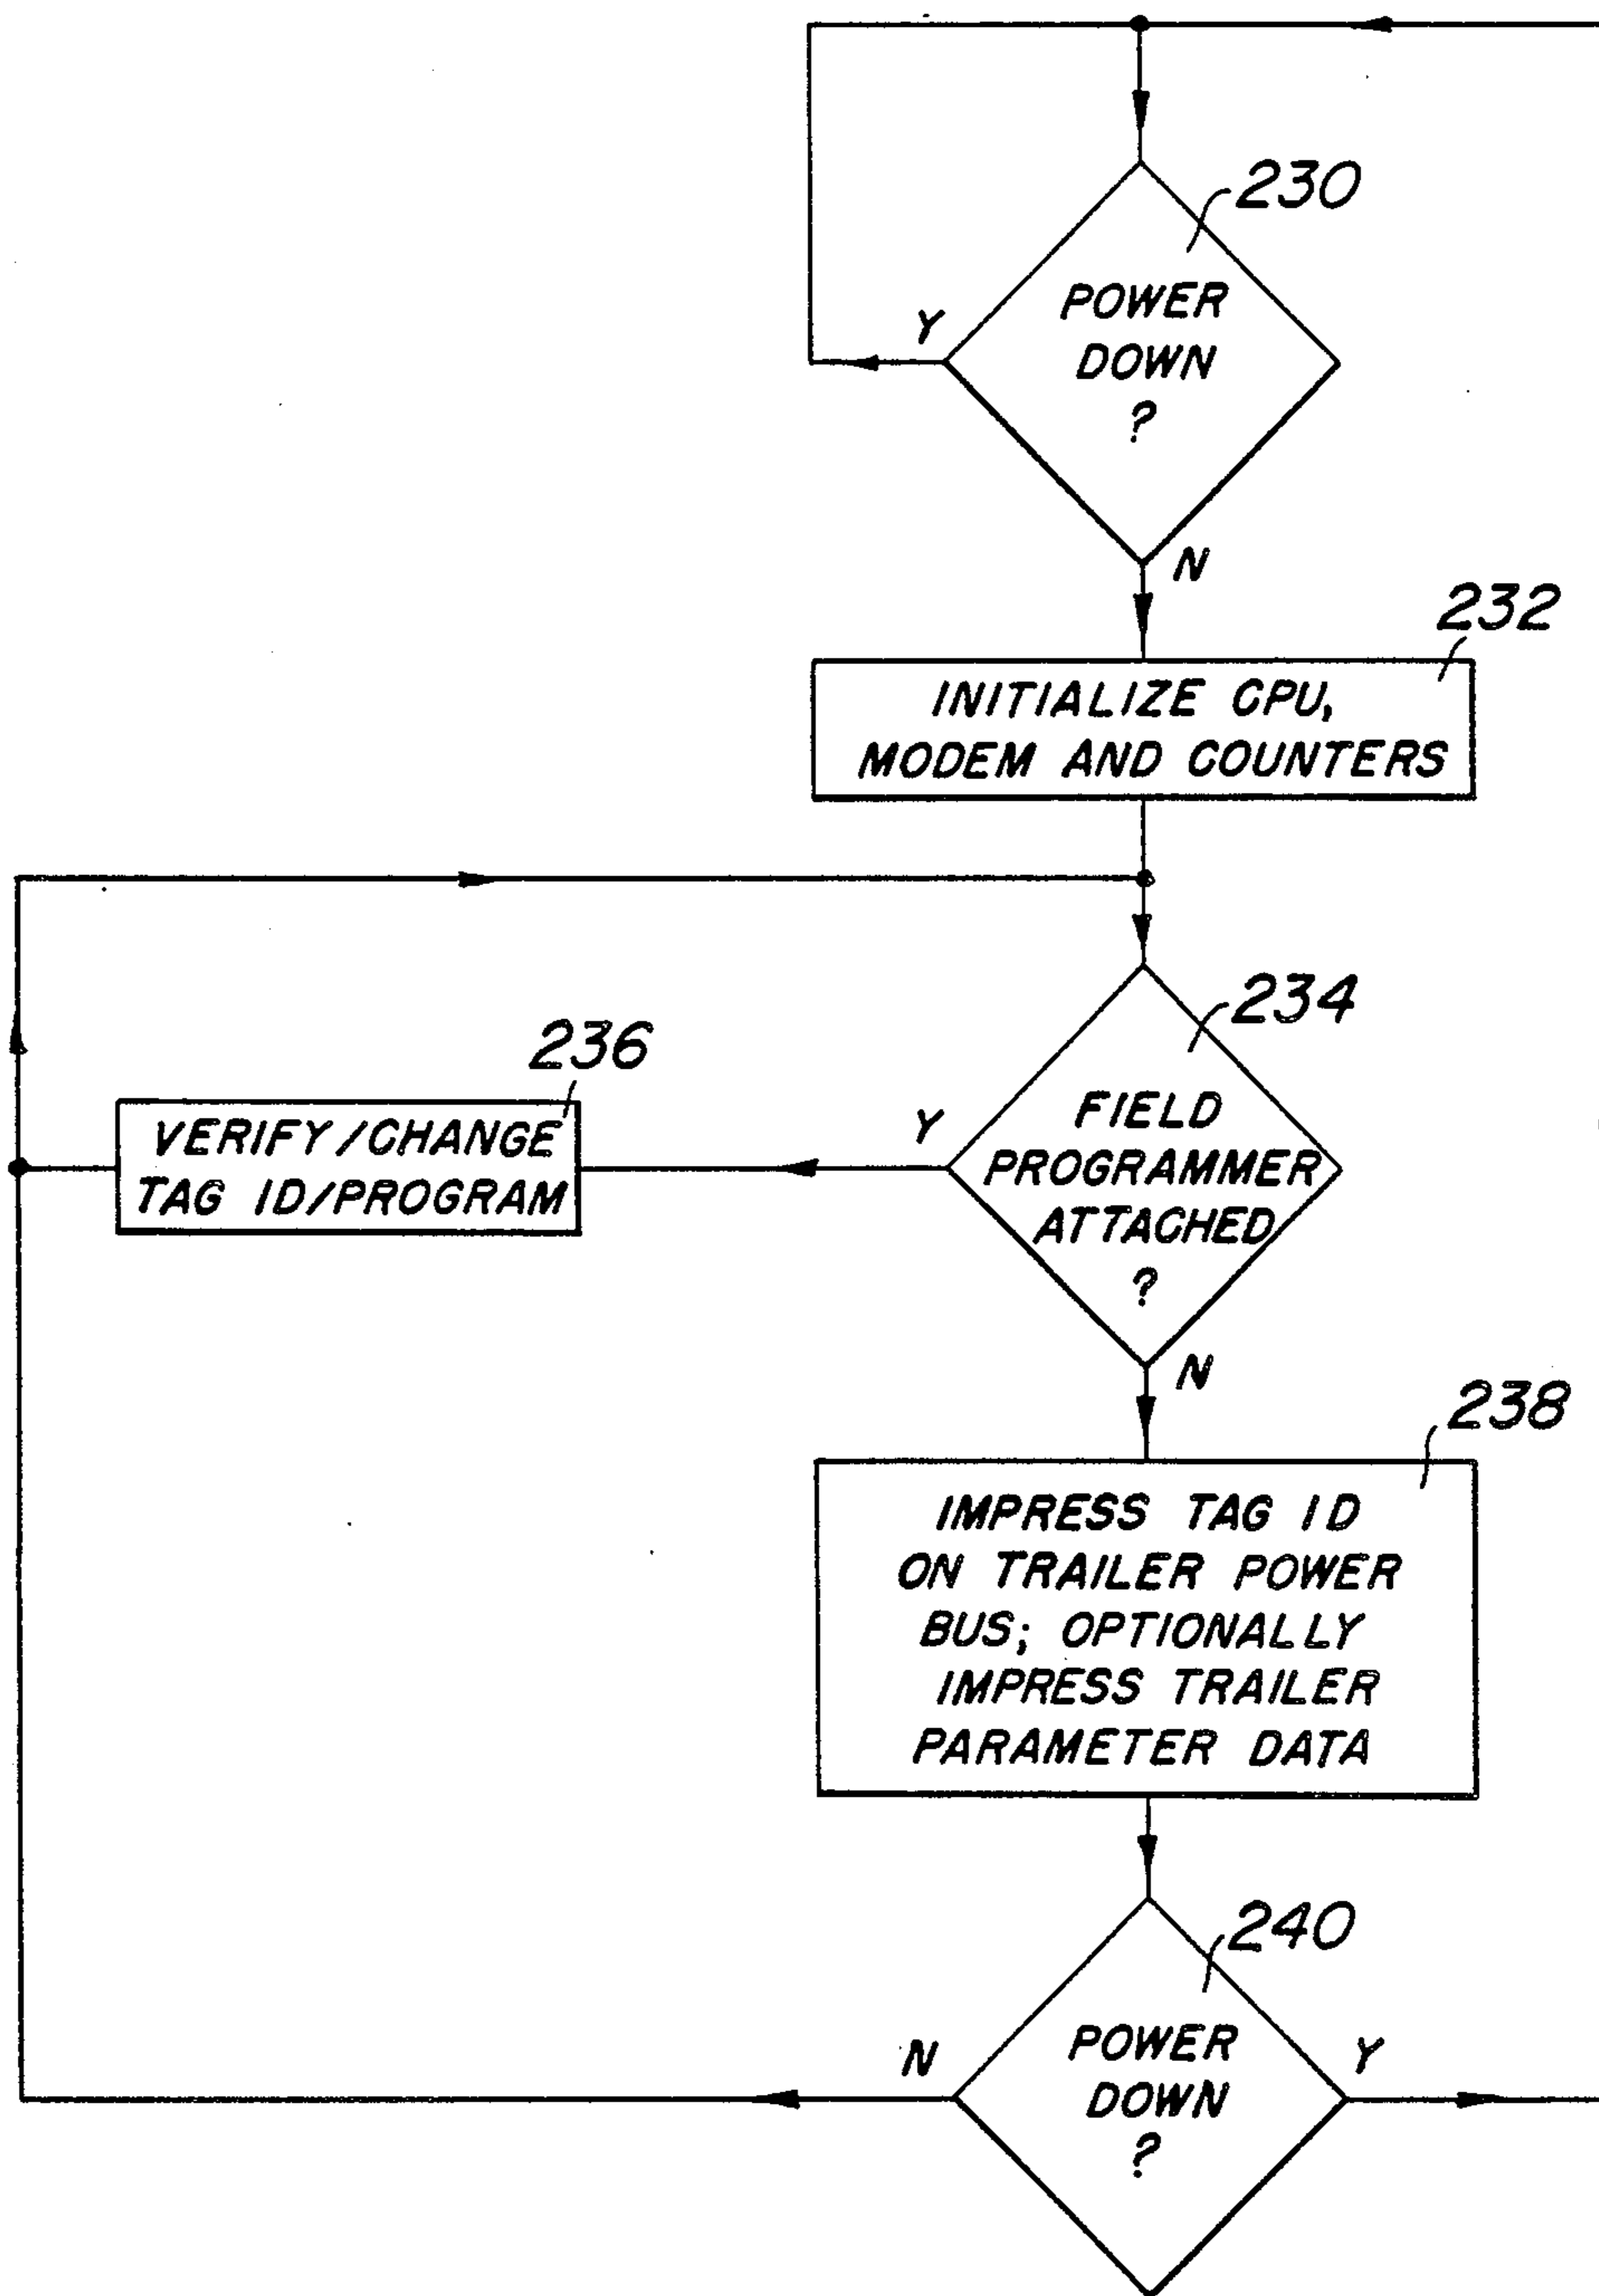 230
POWER
DOWN
?
Y
N
232
INITIALIZE CPU,
MODEM AND COUNTERS
234
FIELD
PROGRAMMER
ATTACHED
?
Y
N
236
VERIFY/CHANGE
TAG ID/PROGRAM
238
IMPRESS TAG ID
ON TRAILER POWER
BUS; OPTIONALLY
IMPRESS TRAILER
PARAMETER DATA
240
POWER
DOWN
?
N
Y